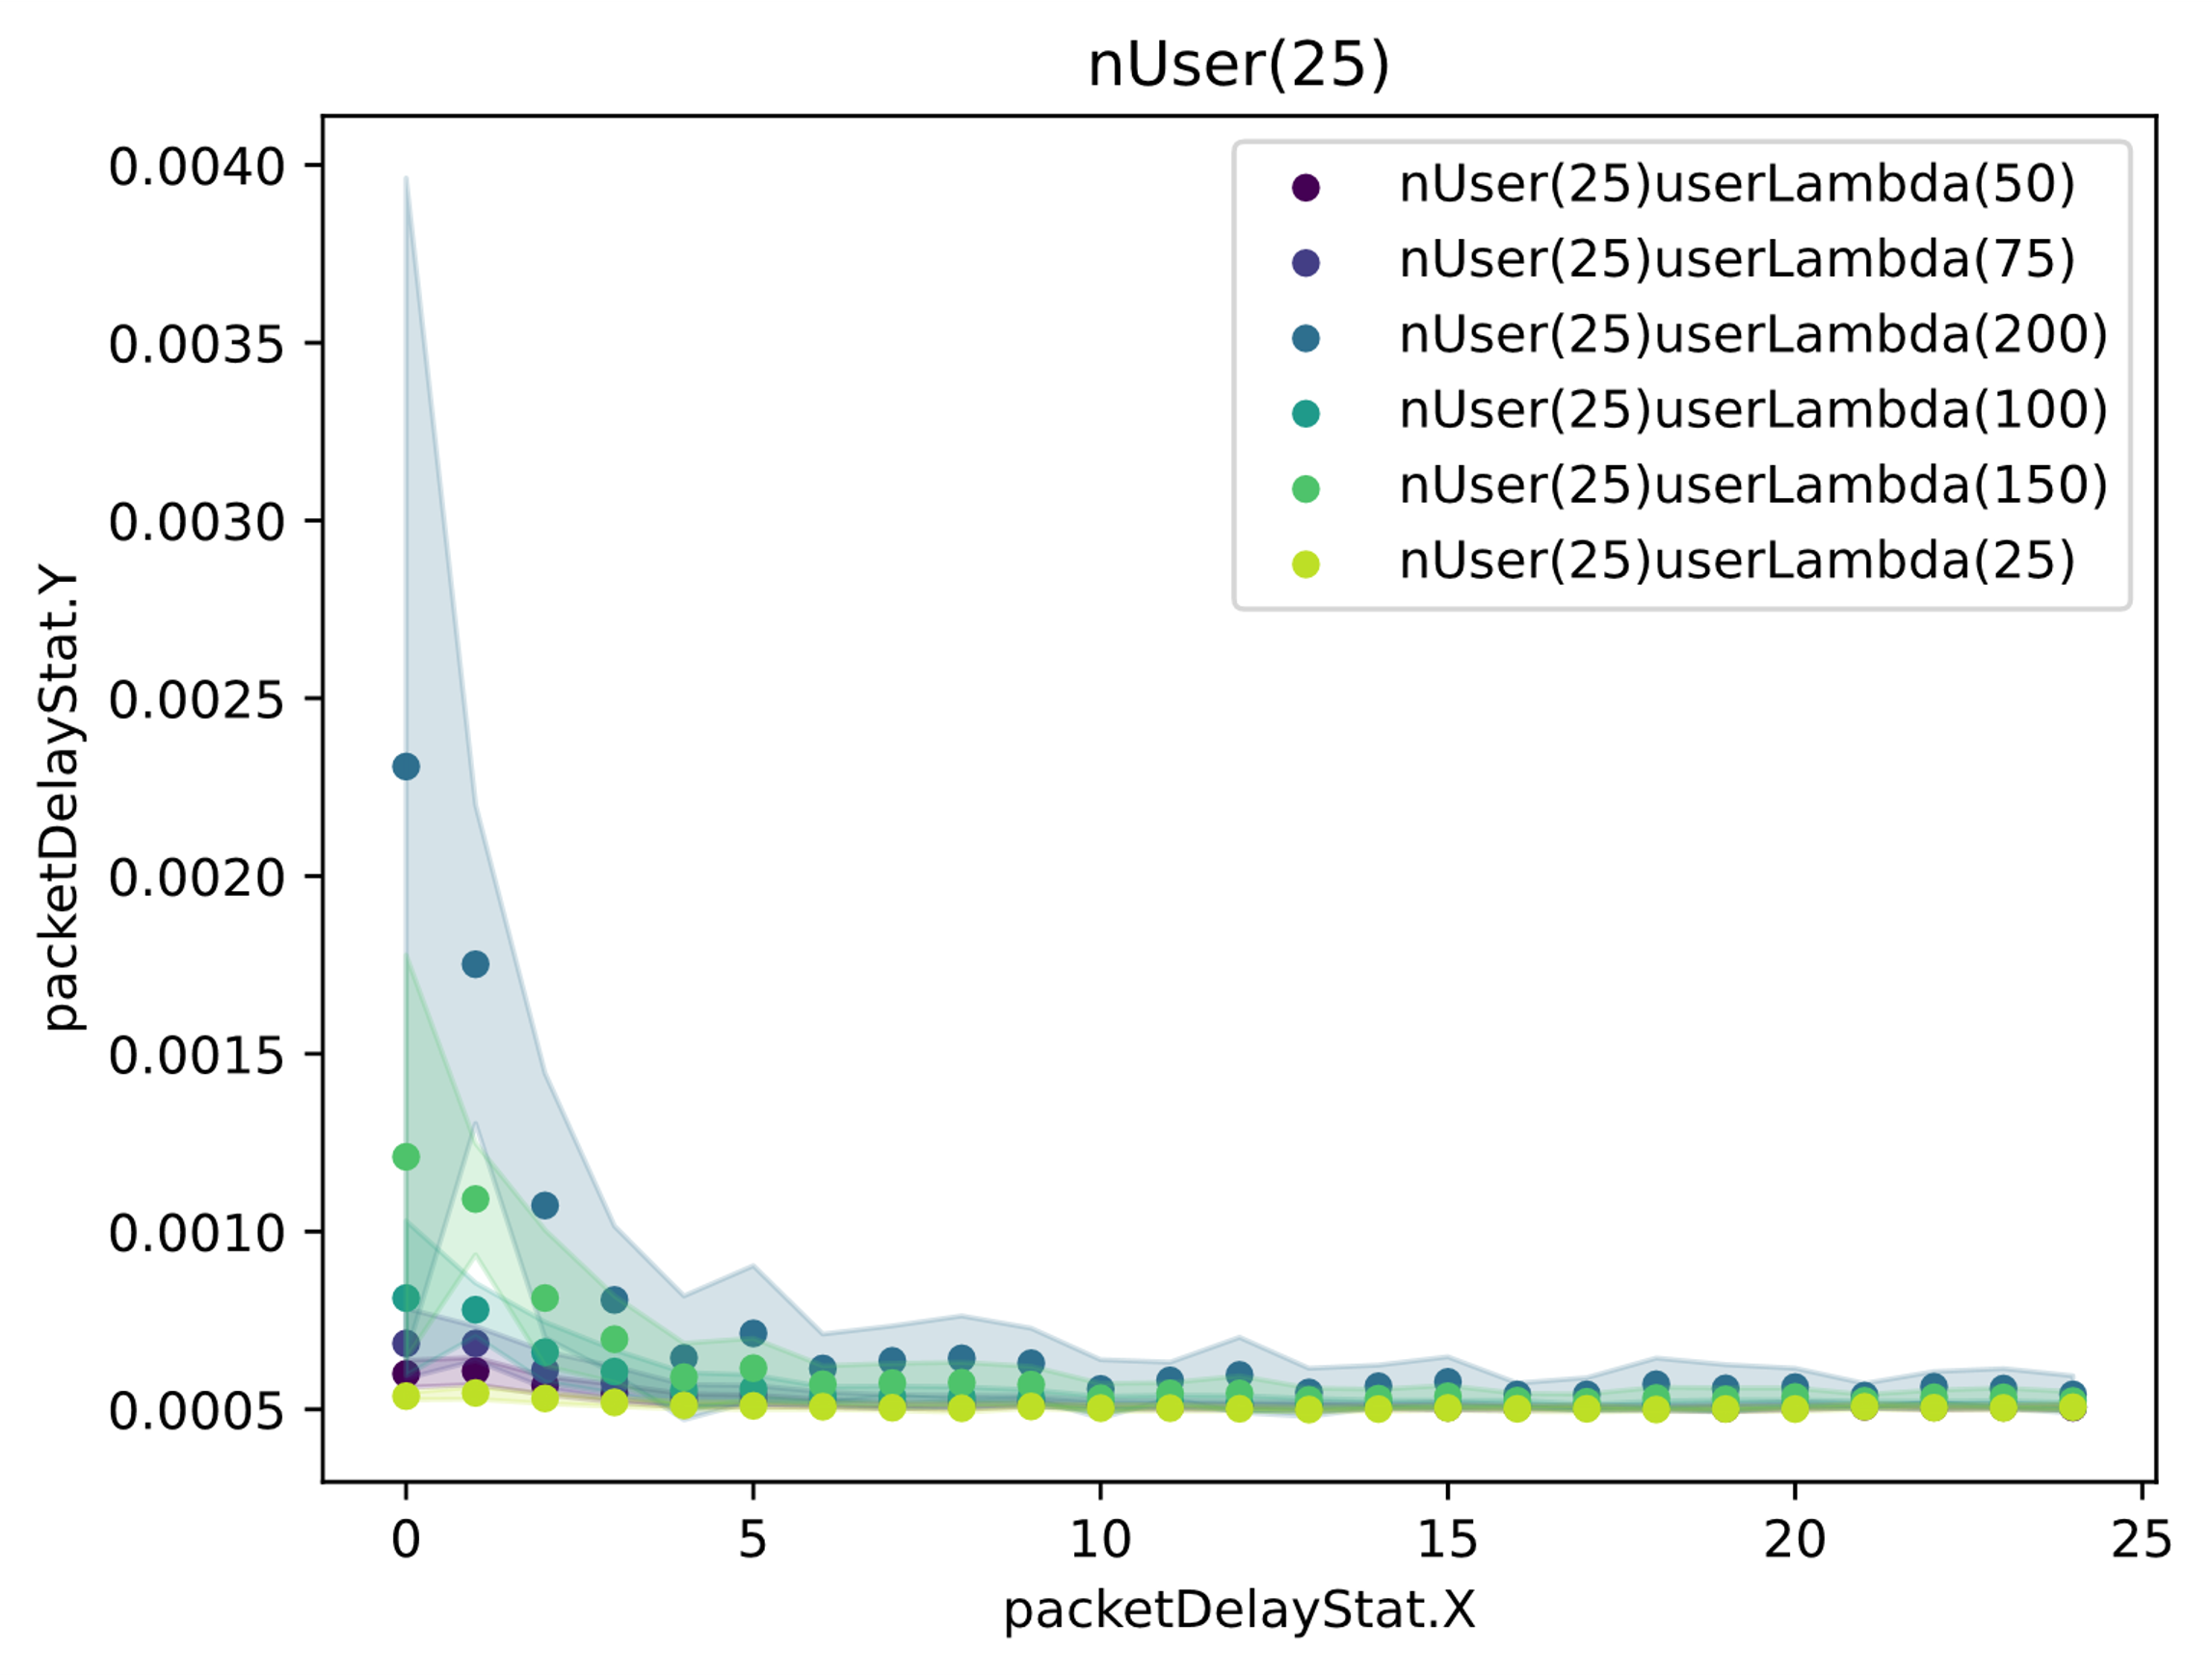 nUser(25)
nUser(25)userLambda(50)
nUser(25)userLambda(75)
nUser(25)userLambda(200)
nUser(25)userLambda(100)
nUser(25)userLambda(150)
nUser(25)userLambda(25)
packetDelayStat.Y
0.0040
0.0035
0.0030
0.0025
0.0020
0.0015
0.0010
0.0005
0 5 10 15 20 25
packetDelayStat.X